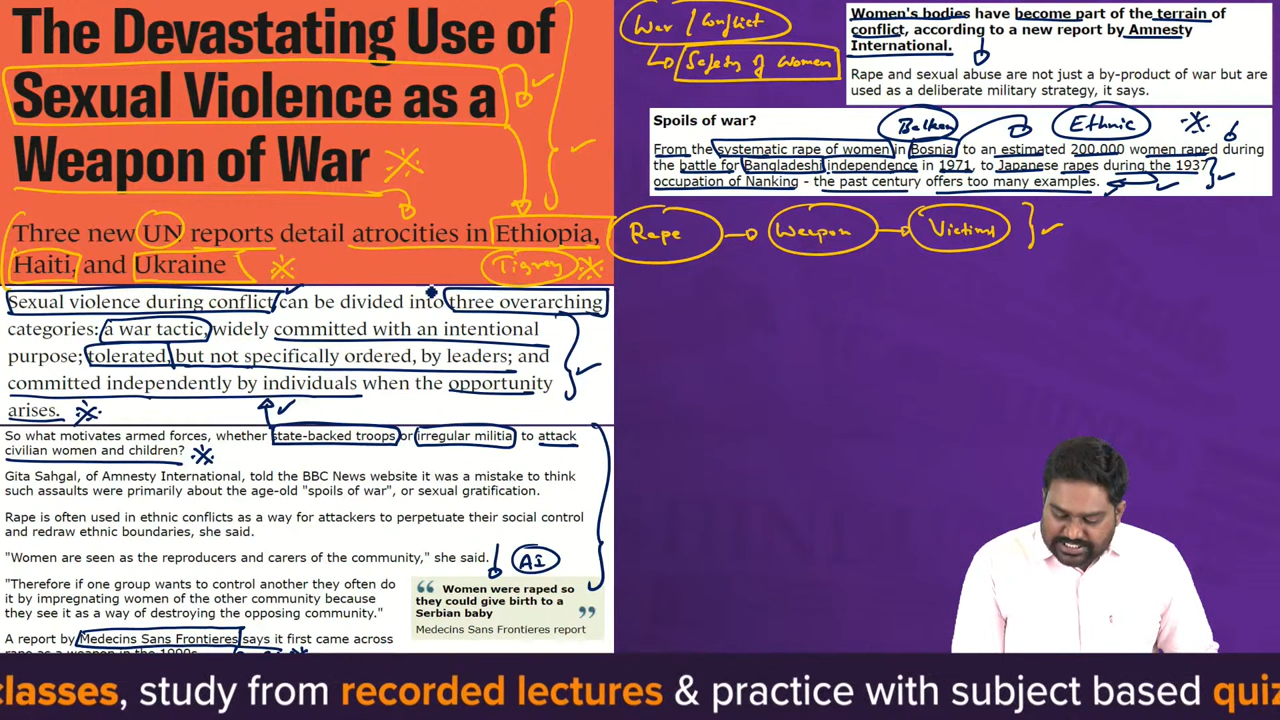 The Devastating Use of
Sexual Violence as a
Weapon of War
Three new UN reports detail atrocities in Ethiopia,
Haiti, and Ukraine
Tigray
Sexual violence during conflict can be divided into three overarching
categories: a war tactic, widely committed with an intentional
purpose; tolerated, but not specifically ordered, by leaders; and
committed independently by individuals when the opportunity
arises.
So what motivates armed forces, whether state-backed troops or irregular militia to attack
civilian women and children?
Gita Sahgal, of Amnesty International, told the BBC News website it was a mistake to think
such assaults were primarily about the age-old "spoils of war", or sexual gratification.
Rape is often used in ethnic conflicts as a way for attackers to perpetuate their social control
and redraw ethnic boundaries, she said.
"Women are seen as the reproducers and carers of the community," she said.
AI
"Therefore if one group wants to control another they often do
it by impregnating women of the other community because
they see it as a way of destroying the opposing community."
“ Women were raped so
they could give birth to a
Serbian baby ”
Medecins Sans Frontieres report
A report by Medecins Sans Frontieres says it first came across
rape as a weapon in the 1990s
War / Conflict
Safety of Women
Women's bodies have become part of the terrain of
conflict, according to a new report by Amnesty
International.
Rape and sexual abuse are not just a by-product of war but are
used as a deliberate military strategy, it says.
Spoils of war?
Balkan
Ethnic
From the systematic rape of women in Bosnia, to an estimated 200,000 women raped during
the battle for Bangladeshi independence in 1971, to Japanese rapes during the 1937
occupation of Nanking - the past century offers too many examples.
Rape
Weapon
Victims
classes, study from recorded lectures & practice with subject based quiz